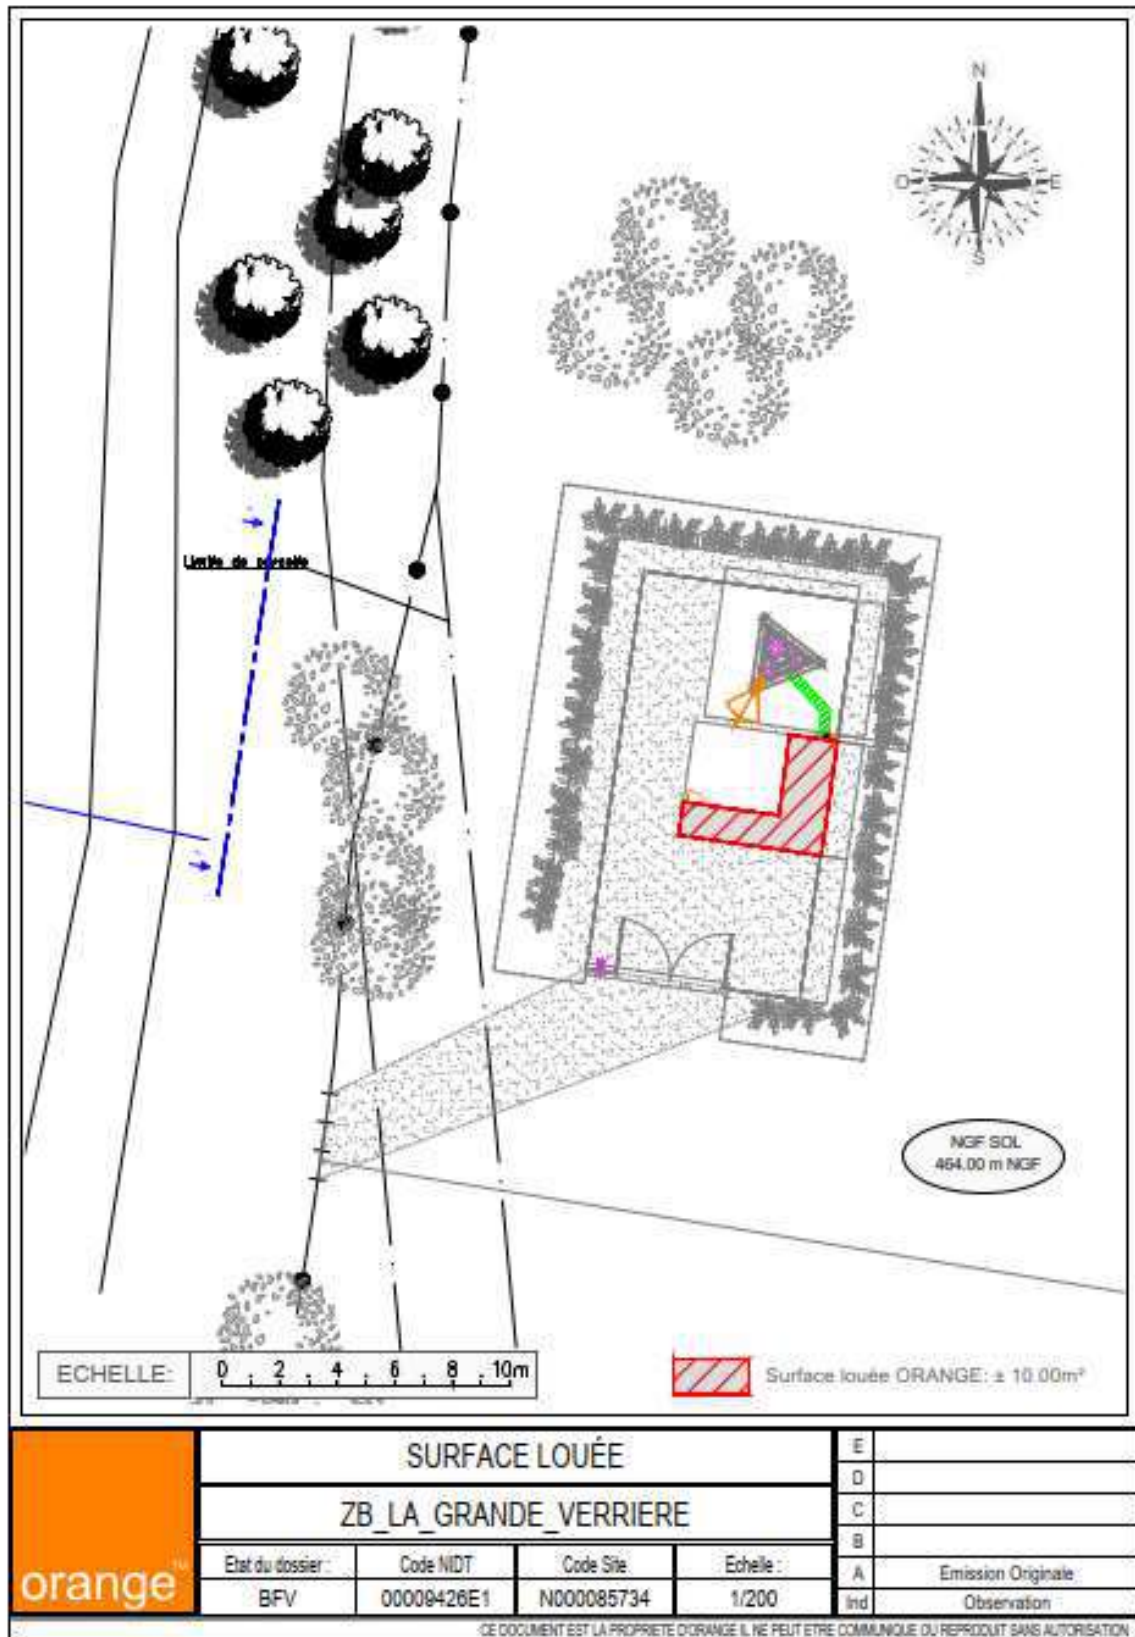 N
O
E
S
Limite de parcelle
NGF SOL
464.00 m NGF
ECHELLE:
0 2 4 6 8 10m
Surface louée ORANGE: ± 10.00m²
orange™
SURFACE LOUÉE
ZB_LA_GRANDE_VERRIERE
Etat du dossier :
Code NIDT
Code Site
Echelle :
BFV
00009426E1
N000085734
1/200
E
D
C
B
A Emission Originale
Ind Observation
CE DOCUMENT EST LA PROPRIETE D'ORANGE IL NE PEUT ETRE COMMUNIQUE OU REPRODUIT SANS AUTORISATION